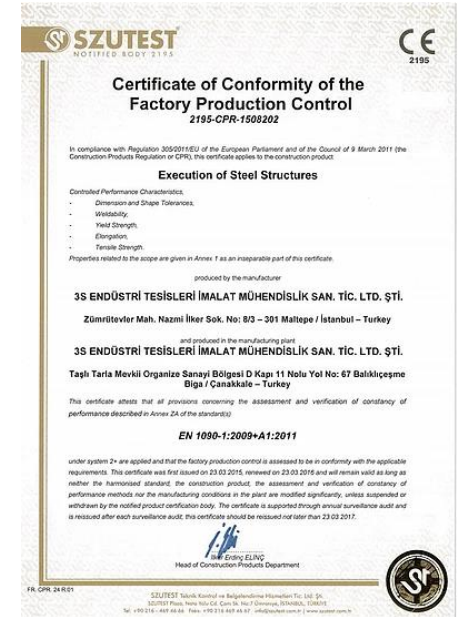 SZUTEST
NOTIFIED BODY 2195
CE
2195
Certificate of Conformity of the
Factory Production Control
2195-CPR-1508202
In compliance with Regulation 305/2011/EU of the European Parliament and of the Council of 9 March 2011 (the
Construction Products Regulation or CPR), this certificate applies to the construction product
Execution of Steel Structures
Controlled Performance Characteristics,
- Dimension and Shape Tolerances,
- Weldability,
- Yield Strength,
- Elongation,
- Tensile Strength.
Properties related to the scope are given in Annex 1 as an inseparable part of this certificate.
produced by the manufacturer
3S ENDÜSTRİ TESİSLERİ İMALAT MÜHENDİSLİK SAN. TİC. LTD. ŞTİ.
Zümrütevler Mah. Nazmi İlker Sok. No: 8/3 – 301 Maltepe / İstanbul – Turkey
and produced in the manufacturing plant
3S ENDÜSTRİ TESİSLERİ İMALAT MÜHENDİSLİK SAN. TİC. LTD. ŞTİ.
Taşlı Tarla Mevkii Organize Sanayi Bölgesi D Kapı 11 Nolu Yol No: 67 Balıklıçeşme
Biga / Çanakkale – Turkey
This certificate attests that all provisions concerning the assessment and verification of constancy of
performance described in Annex ZA of the standard(s)
EN 1090-1:2009+A1:2011
under system 2+ are applied and that the factory production control is assessed to be in conformity with the applicable
requirements. This certificate was first issued on 23.03.2015, renewed on 23.03.2016 and will remain valid as long as
neither the harmonised standard, the construction product, the assessment and verification of constancy of
performance methods nor the manufacturing conditions in the plant are modified significantly, unless suspended or
withdrawn by the notified product certification body. The certificate is supported through annual surveillance audit and
is reissued after each surveillance audit, this certificate should be reissued not later than 23.03.2017.
İlker Erdinç ELİNÇ
Head of Construction Products Department
FR. CPR. 24 R:01
SZUTEST Teknik Kontrol ve Belgelendirme Hizmetleri Tic. Ltd. Şti.